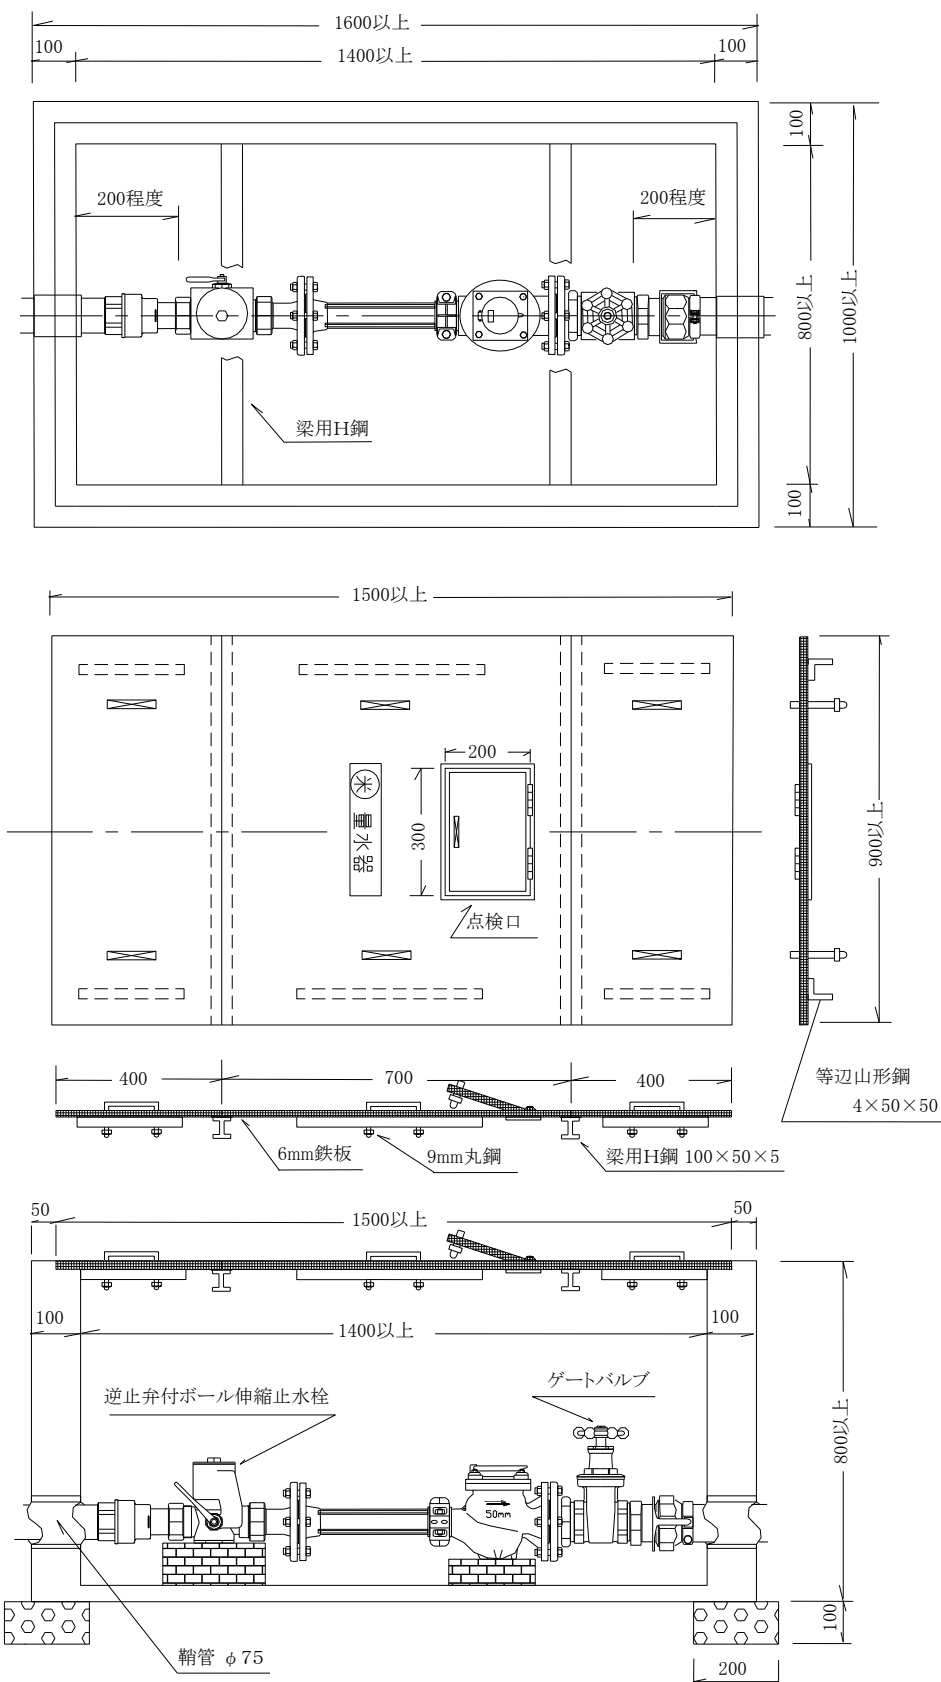 1600以上
100
1400以上
100
100
200程度
200程度
800以上
1000以上
梁用H鋼
100
1500以上
200
300
米
量水器
点検口
900以上
等辺山形鋼
4×50×50
400
700
400
6mm鉄板
9mm丸鋼
梁用H鋼 100×50×5
50
1500以上
50
100
1400以上
100
逆止弁付ボール伸縮止水栓
ゲートバルブ
800以上
50mm
100
鞘管 φ75
200